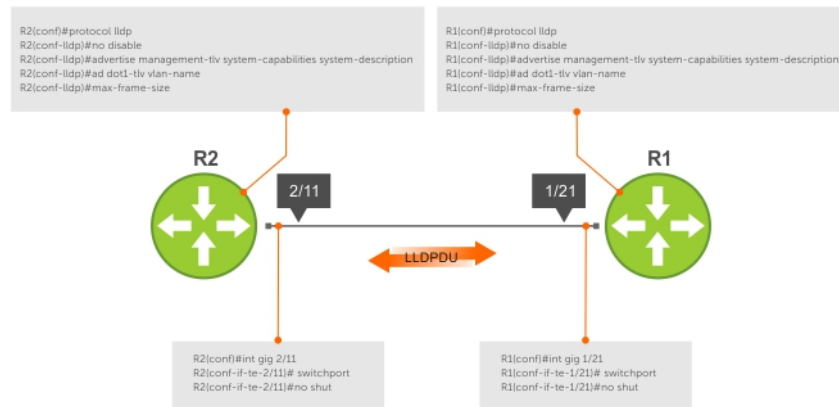 R2(conf)#protocol lldp
R2(conf-lldp)#no disable
R2(conf-lldp)#advertise management-tlv system-capabilities system-description
R2(conf-lldp)#ad dot1-tlv vlan-name
R2(conf-lldp)#max-frame-size
R1(conf)#protocol lldp
R1(conf-lldp)#no disable
R1(conf-lldp)#advertise management-tlv system-capabilities system-description
R1(conf-lldp)#ad dot1-tlv vlan-name
R1(conf-lldp)#max-frame-size
R2
R1
2/11
1/21
LLDPDU
R2(conf)#int gig 2/11
R2(conf-if-te-2/11)# switchport
R2(conf-if-te-2/11)#no shut
R1(conf)#int gig 1/21
R1(conf-if-te-1/21)# switchport
R1(conf-if-te-1/21)#no shut